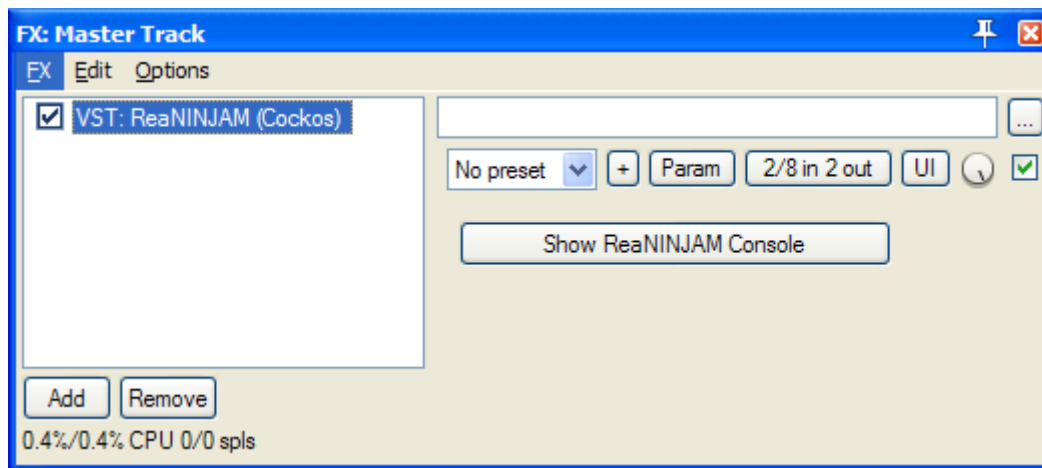 FX: Master Track
FX Edit Options
VST: ReaNINJAM (Cockos)
...
No preset + Param 2/8 in 2 out UI
Show ReaNINJAM Console
Add Remove
0.4%/0.4% CPU 0/0 spls